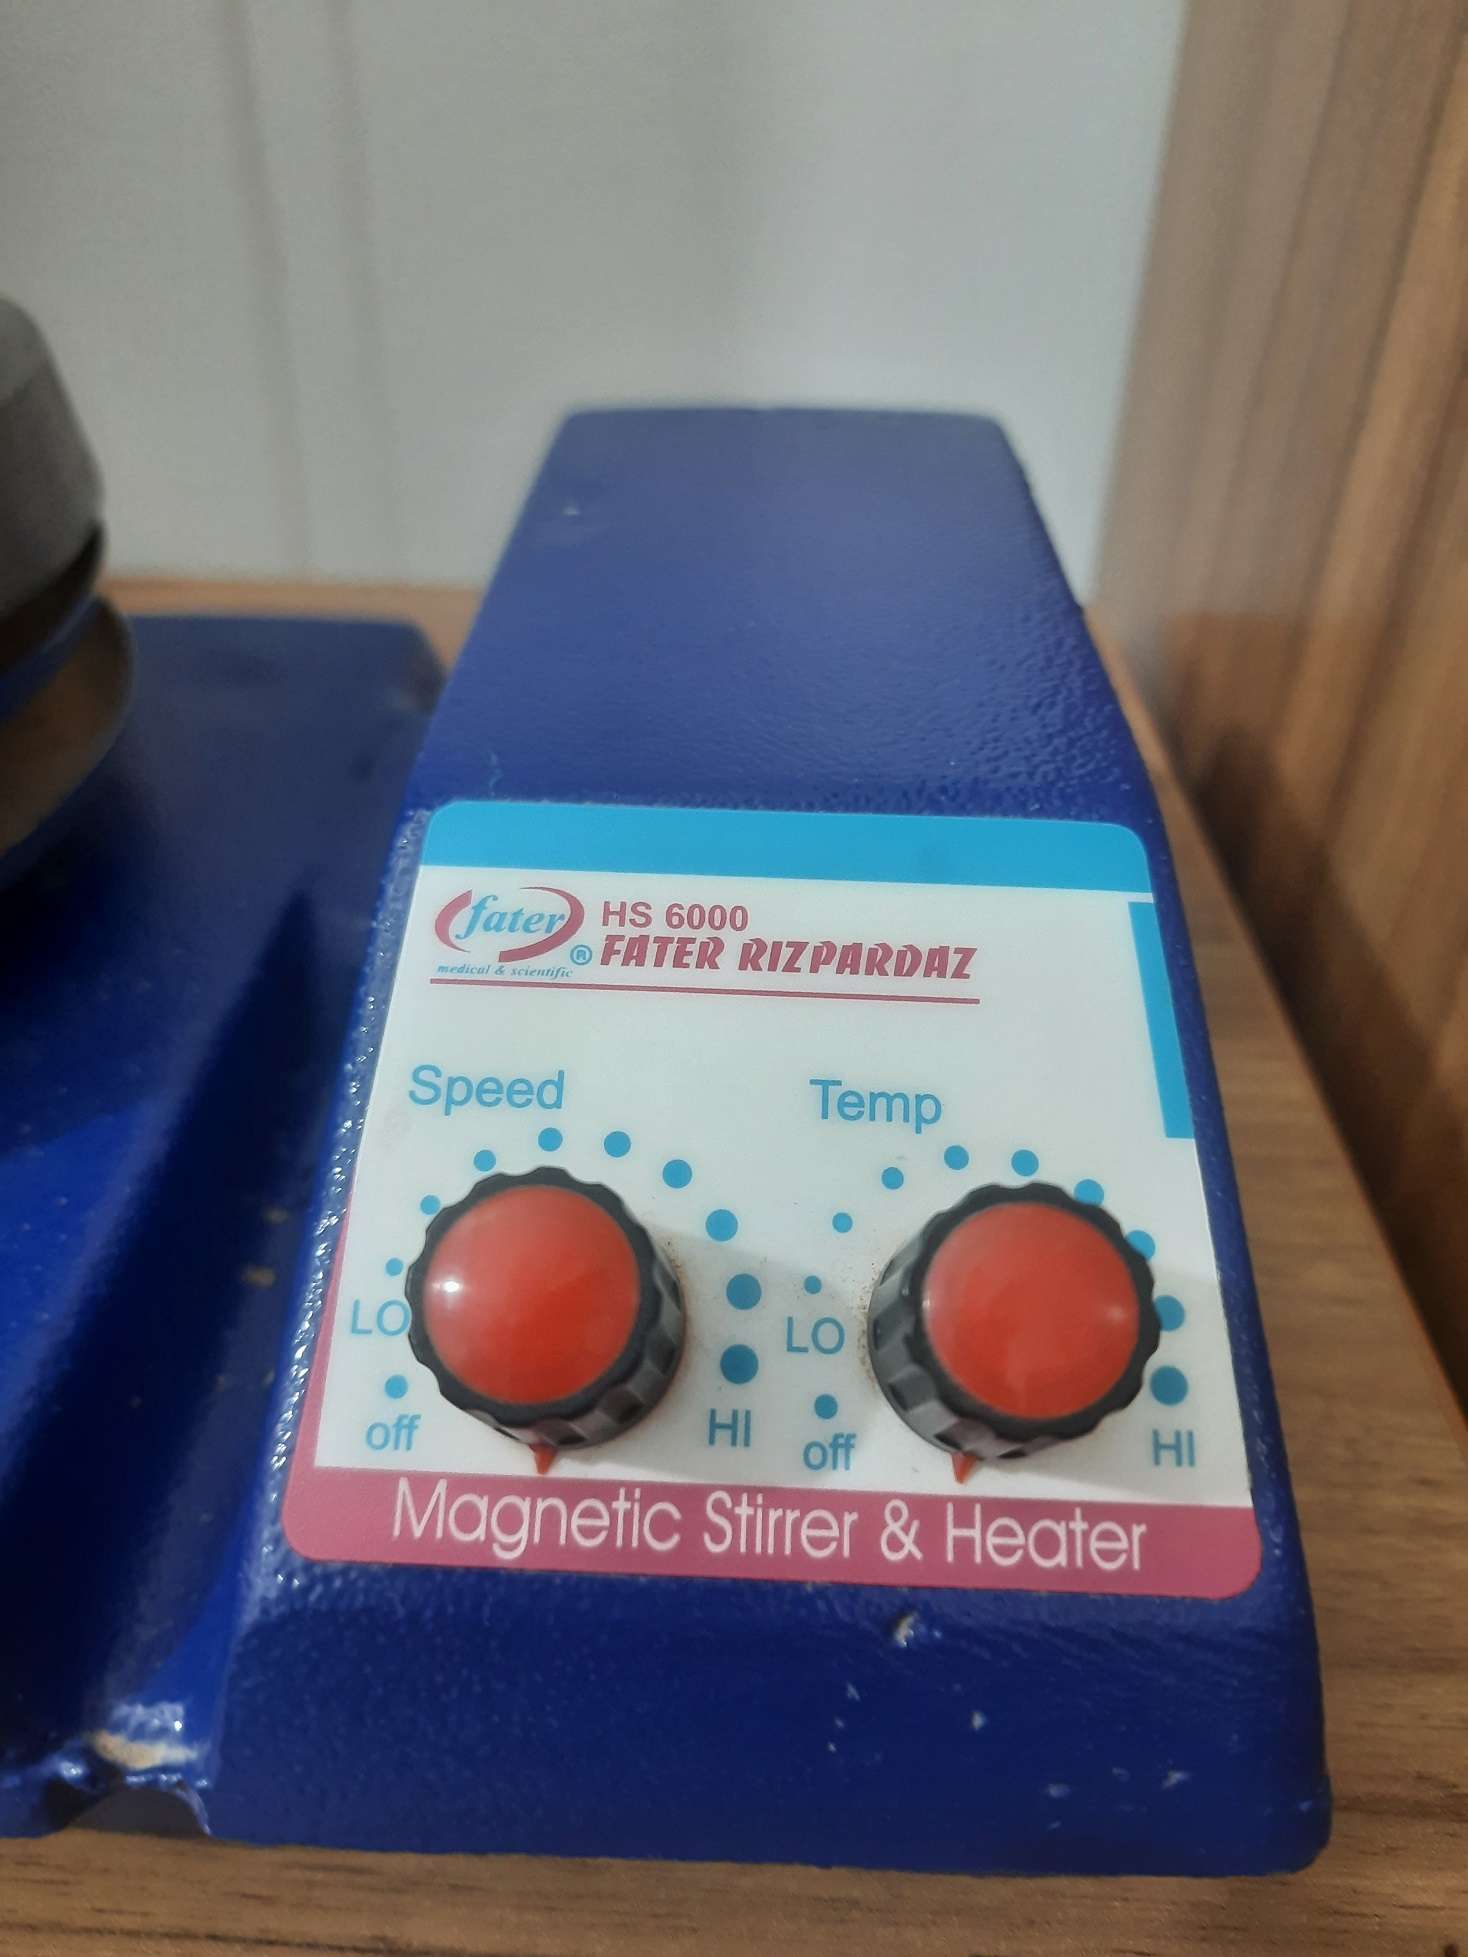 fater
medical & scientific
®
HS 6000
FATER RIZPARDAZ
Speed
Temp
LO
off
HI
LO
off
HI
Magnetic Stirrer & Heater